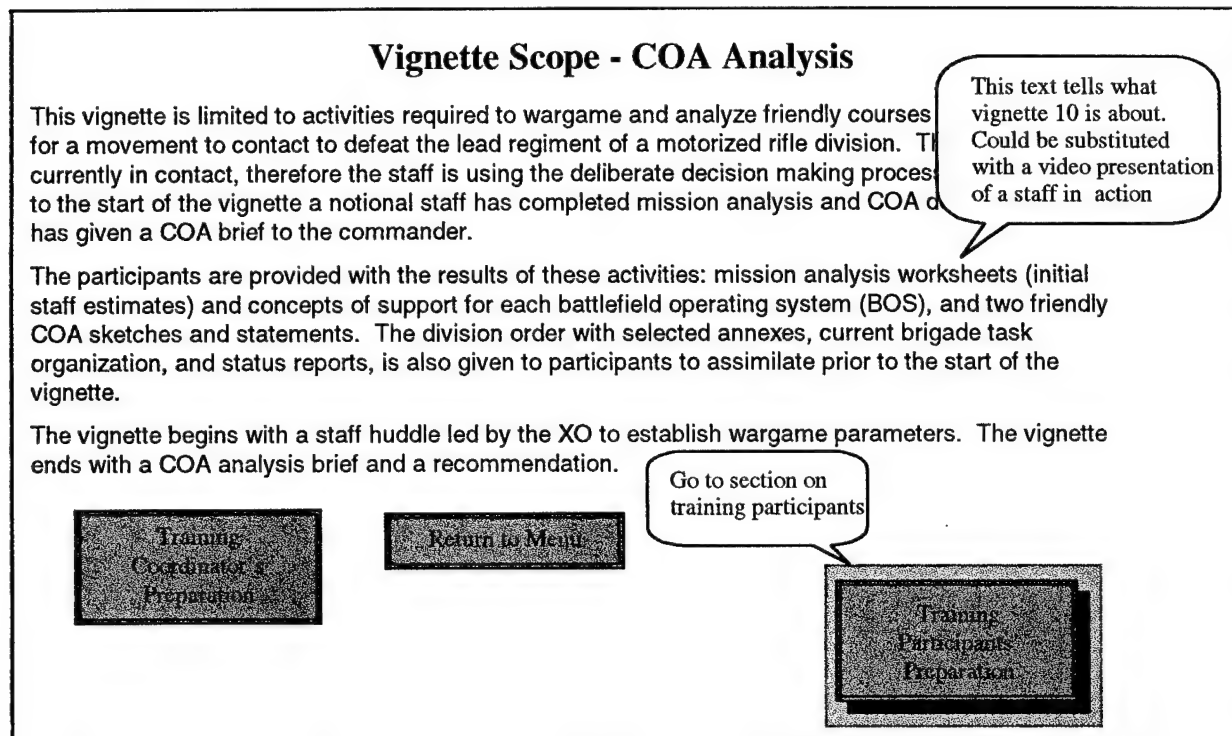 Vignette Scope - COA Analysis
This vignette is limited to activities required to wargame and analyze friendly courses
for a movement to contact to defeat the lead regiment of a motorized rifle division.
currently in contact, therefore the staff is using the deliberate decision making
to the start of the vignette a notional staff has completed mission analysis and COA
has given a COA brief to the commander.
This text tells what
vignette 10 is about.
Could be substituted
with a video presentation
of a staff in action
The participants are provided with the results of these activities: mission analysis worksheets (initial
staff estimates) and concepts of support for each battlefield operating system (BOS), and two friendly
COA sketches and statements. The division order with selected annexes, current brigade task
organization, and status reports, is also given to participants to assimilate prior to the start of the
vignette.
The vignette begins with a staff huddle led by the XO to establish wargame parameters. The vignette
ends with a COA analysis brief and a recommendation.
Go to section on
training participants
Training
Coordinator's
Preparation
Return to Menu
Training
Participants'
Preparation